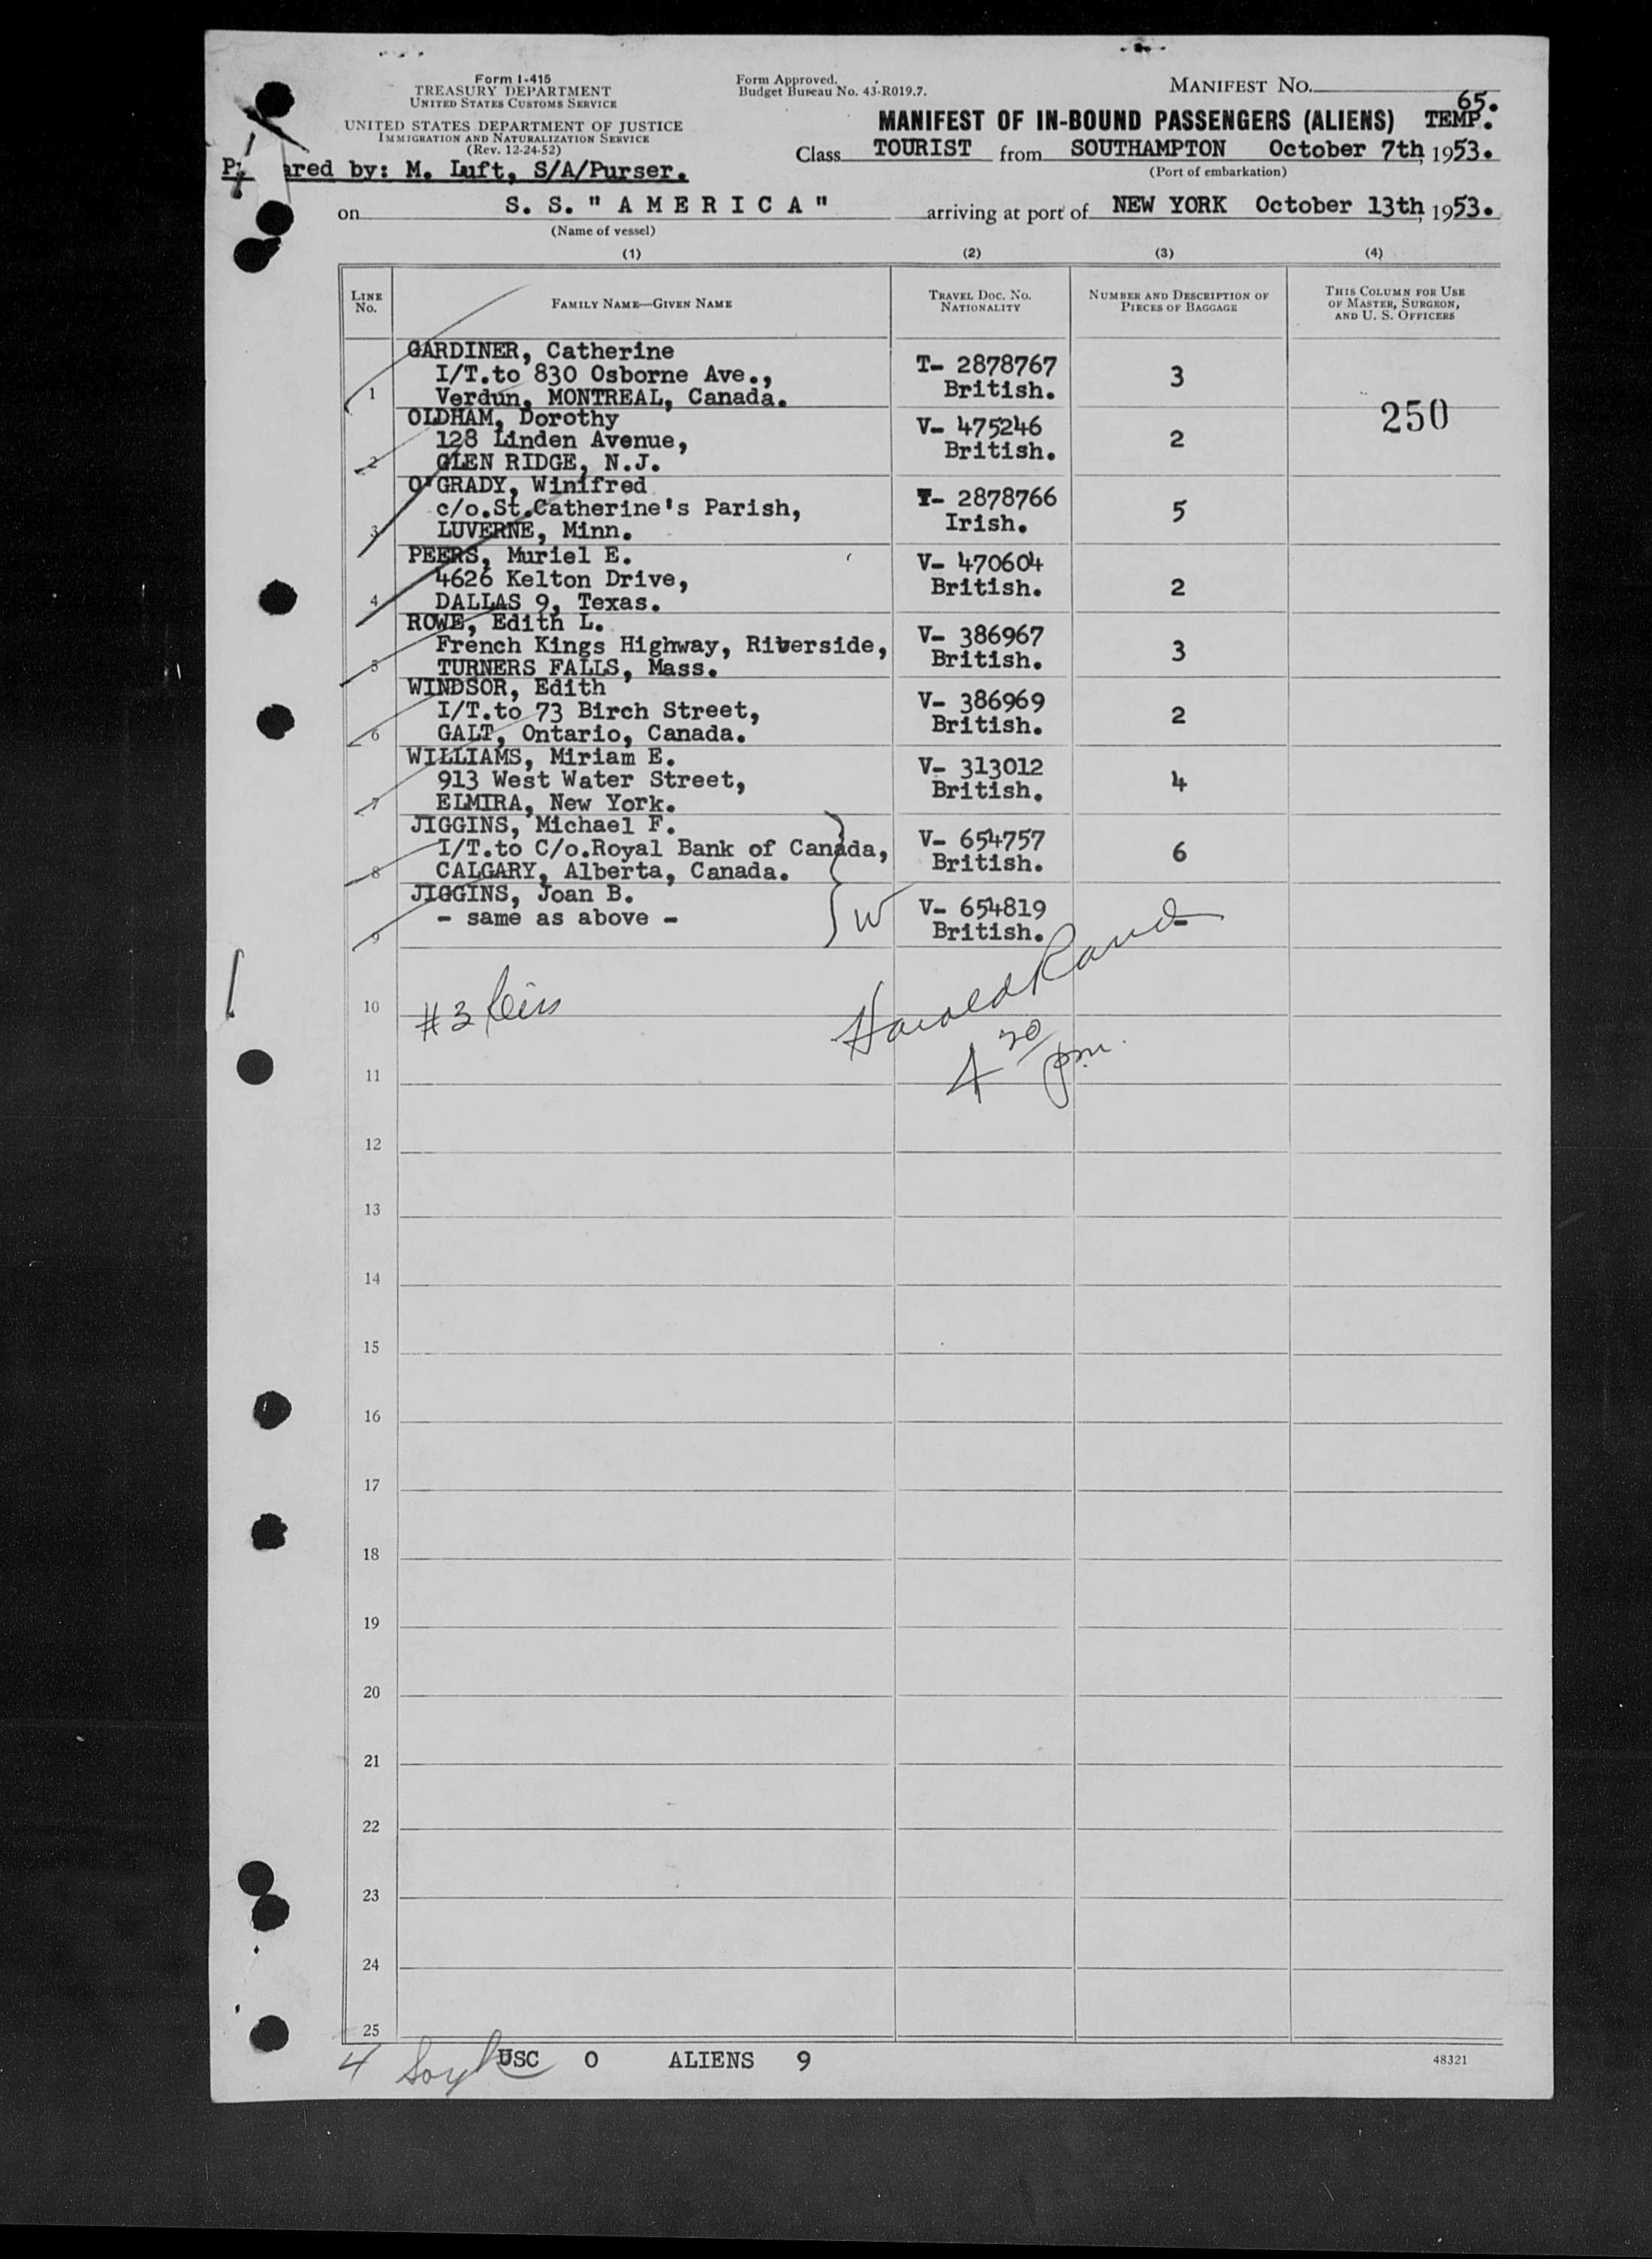 Form I-415
TREASURY DEPARTMENT
UNITED STATES CUSTOMS SERVICE
UNITED STATES DEPARTMENT OF JUSTICE
IMMIGRATION AND NATURALIZATION SERVICE
(Rev. 12-24-52)
ared by: M. Luft, S/A/Purser.
Form Approved.
Budget Bureau No. 43-R019.7.
MANIFEST NO.
65.
MANIFEST OF IN-BOUND PASSENGERS (ALIENS) TEMP.
Class TOURIST from SOUTHAMPTON October 7th, 1953.
(Port of embarkation)
on S. S. " A M E R I C A " arriving at port of NEW YORK October 13th, 1953.
(Name of vessel)
(1) (2) (3) (4)
LINE No. FAMILY NAME—GIVEN NAME TRAVEL DOC. NO. NATIONALITY NUMBER AND DESCRIPTION OF PIECES OF BAGGAGE THIS COLUMN FOR USE OF MASTER, SURGEON, AND U. S. OFFICERS
GARDINER, Catherine
I/T.to 830 Osborne Ave., T- 2878767 3
1 Verdun, MONTREAL, Canada. British.
250
OLDHAM, Dorothy
128 Linden Avenue, V- 475246 2
2 GLEN RIDGE, N.J. British.
O'GRADY, Winifred
c/o.St.Catherine's Parish, T- 2878766 5
3 LUVERNE, Minn. Irish.
PEERS, Muriel E.
4626 Kelton Drive, V- 470604 2
4 DALLAS 9, Texas. British.
ROWE, Edith L.
French Kings Highway, Riverside, V- 386967 3
5 TURNERS FALLS, Mass. British.
WINDSOR, Edith
I/T.to 73 Birch Street, V- 386969 2
6 GALT, Ontario, Canada. British.
WILLIAMS, Miriam E.
913 West Water Street, V- 313012 4
7 ELMIRA, New York. British.
JIGGINS, Michael F.
I/T.to C/o.Royal Bank of Canada, V- 654757 6
8 CALGARY, Alberta, Canada. British.
JIGGINS, Joan B.
- same as above - W V- 654819 -
9 British.
10 #3
Harold
4 30 pm.
11
12
13
14
15
16
17
18
19
20
21
22
23
24
25
4 USC 0 ALIENS 9 48321